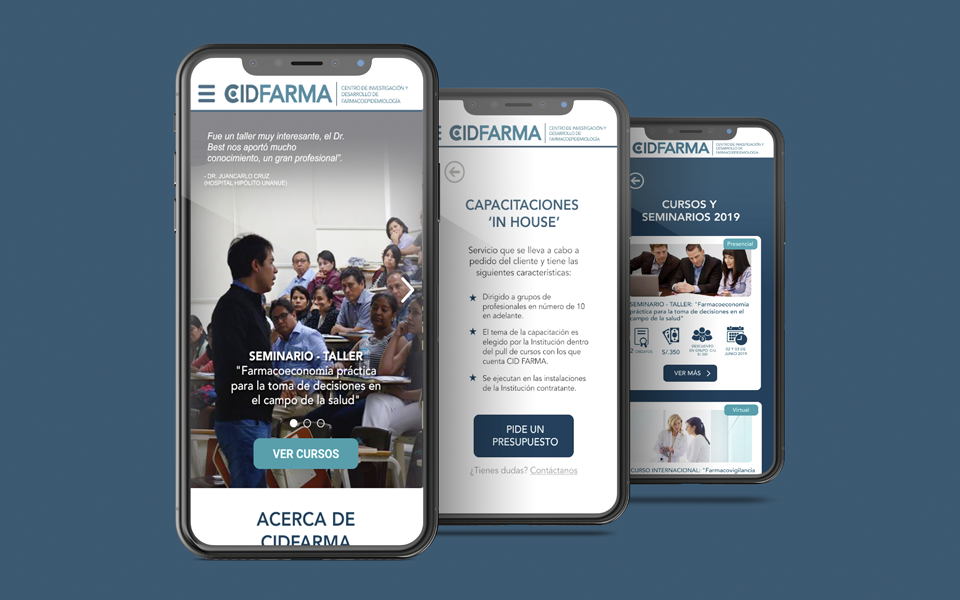 CIDFARMA
CENTRO DE INVESTIGACIÓN Y
DESARROLLO DE
FARMACOEPIDEMIOLOGÍA
Fue un taller muy interesante, el Dr.
Best nos aportó mucho
conocimiento, un gran profesional".
- DR. JUANCARLO CRUZ
(HOSPITAL HIPÓLITO UNANUE)
SEMINARIO - TALLER
"Farmacoeconomía práctica
para la toma de decisiones en
el campo de la salud"
VER CURSOS
ACERCA DE
CIDFARMA
CIDFARMA
CENTRO DE INVESTIGACIÓN Y
DESARROLLO DE
FARMACOEPIDEMIOLOGÍA
CAPACITACIONES
'IN HOUSE'
Servicio que se lleva a cabo a
pedido del cliente y tiene las
siguientes características:
Dirigido a grupos de
profesionales en número de 10
en adelante.
El tema de la capacitación es
elegido por la Institución dentro
del pull de cursos con los que
cuenta CID FARMA.
Se ejecutan en las instalaciones
de la Institución contratante.
PIDE UN
PRESUPUESTO
¿Tienes dudas? Contáctanos
CIDFARMA
CENTRO DE INVESTIGACIÓN Y
DESARROLLO DE
FARMACOEPIDEMIOLOGÍA
CURSOS Y
SEMINARIOS 2019
Presencial
SEMINARIO - TALLER: "Farmacoeconomía
práctica para la toma de decisiones en el
campo de la salud"
2 CRÉDITOS
S/.350
DESCUENTO
EN GRUPO: C/U
S/.300
JUNIO 2019
VER MÁS
Virtual
CURSO INTERNACIONAL: "Farmacovigilancia